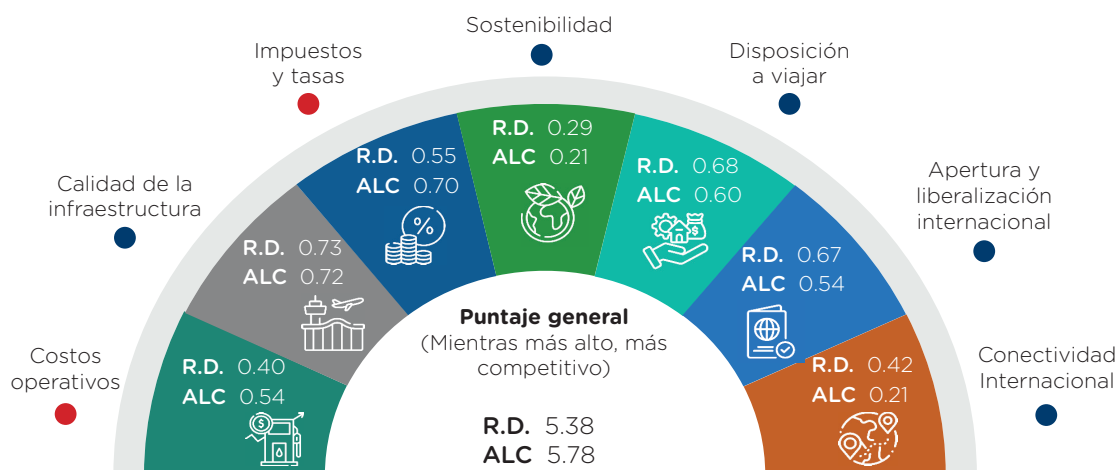 Sostenibilidad
Impuestos
y tasas
Disposición
a viajar
Calidad de la
infraestructura
Apertura y
liberalización
internacional
Costos
operativos
Conectividad
Internacional
R.D. 0.40
ALC 0.54
R.D. 0.73
ALC 0.72
R.D. 0.55
ALC 0.70
%
R.D. 0.29
ALC 0.21
R.D. 0.68
ALC 0.60
$
R.D. 0.67
ALC 0.54
R.D. 0.42
ALC 0.21
$
Puntaje general
(Mientras más alto, más
competitivo)
R.D. 5.38
ALC 5.78